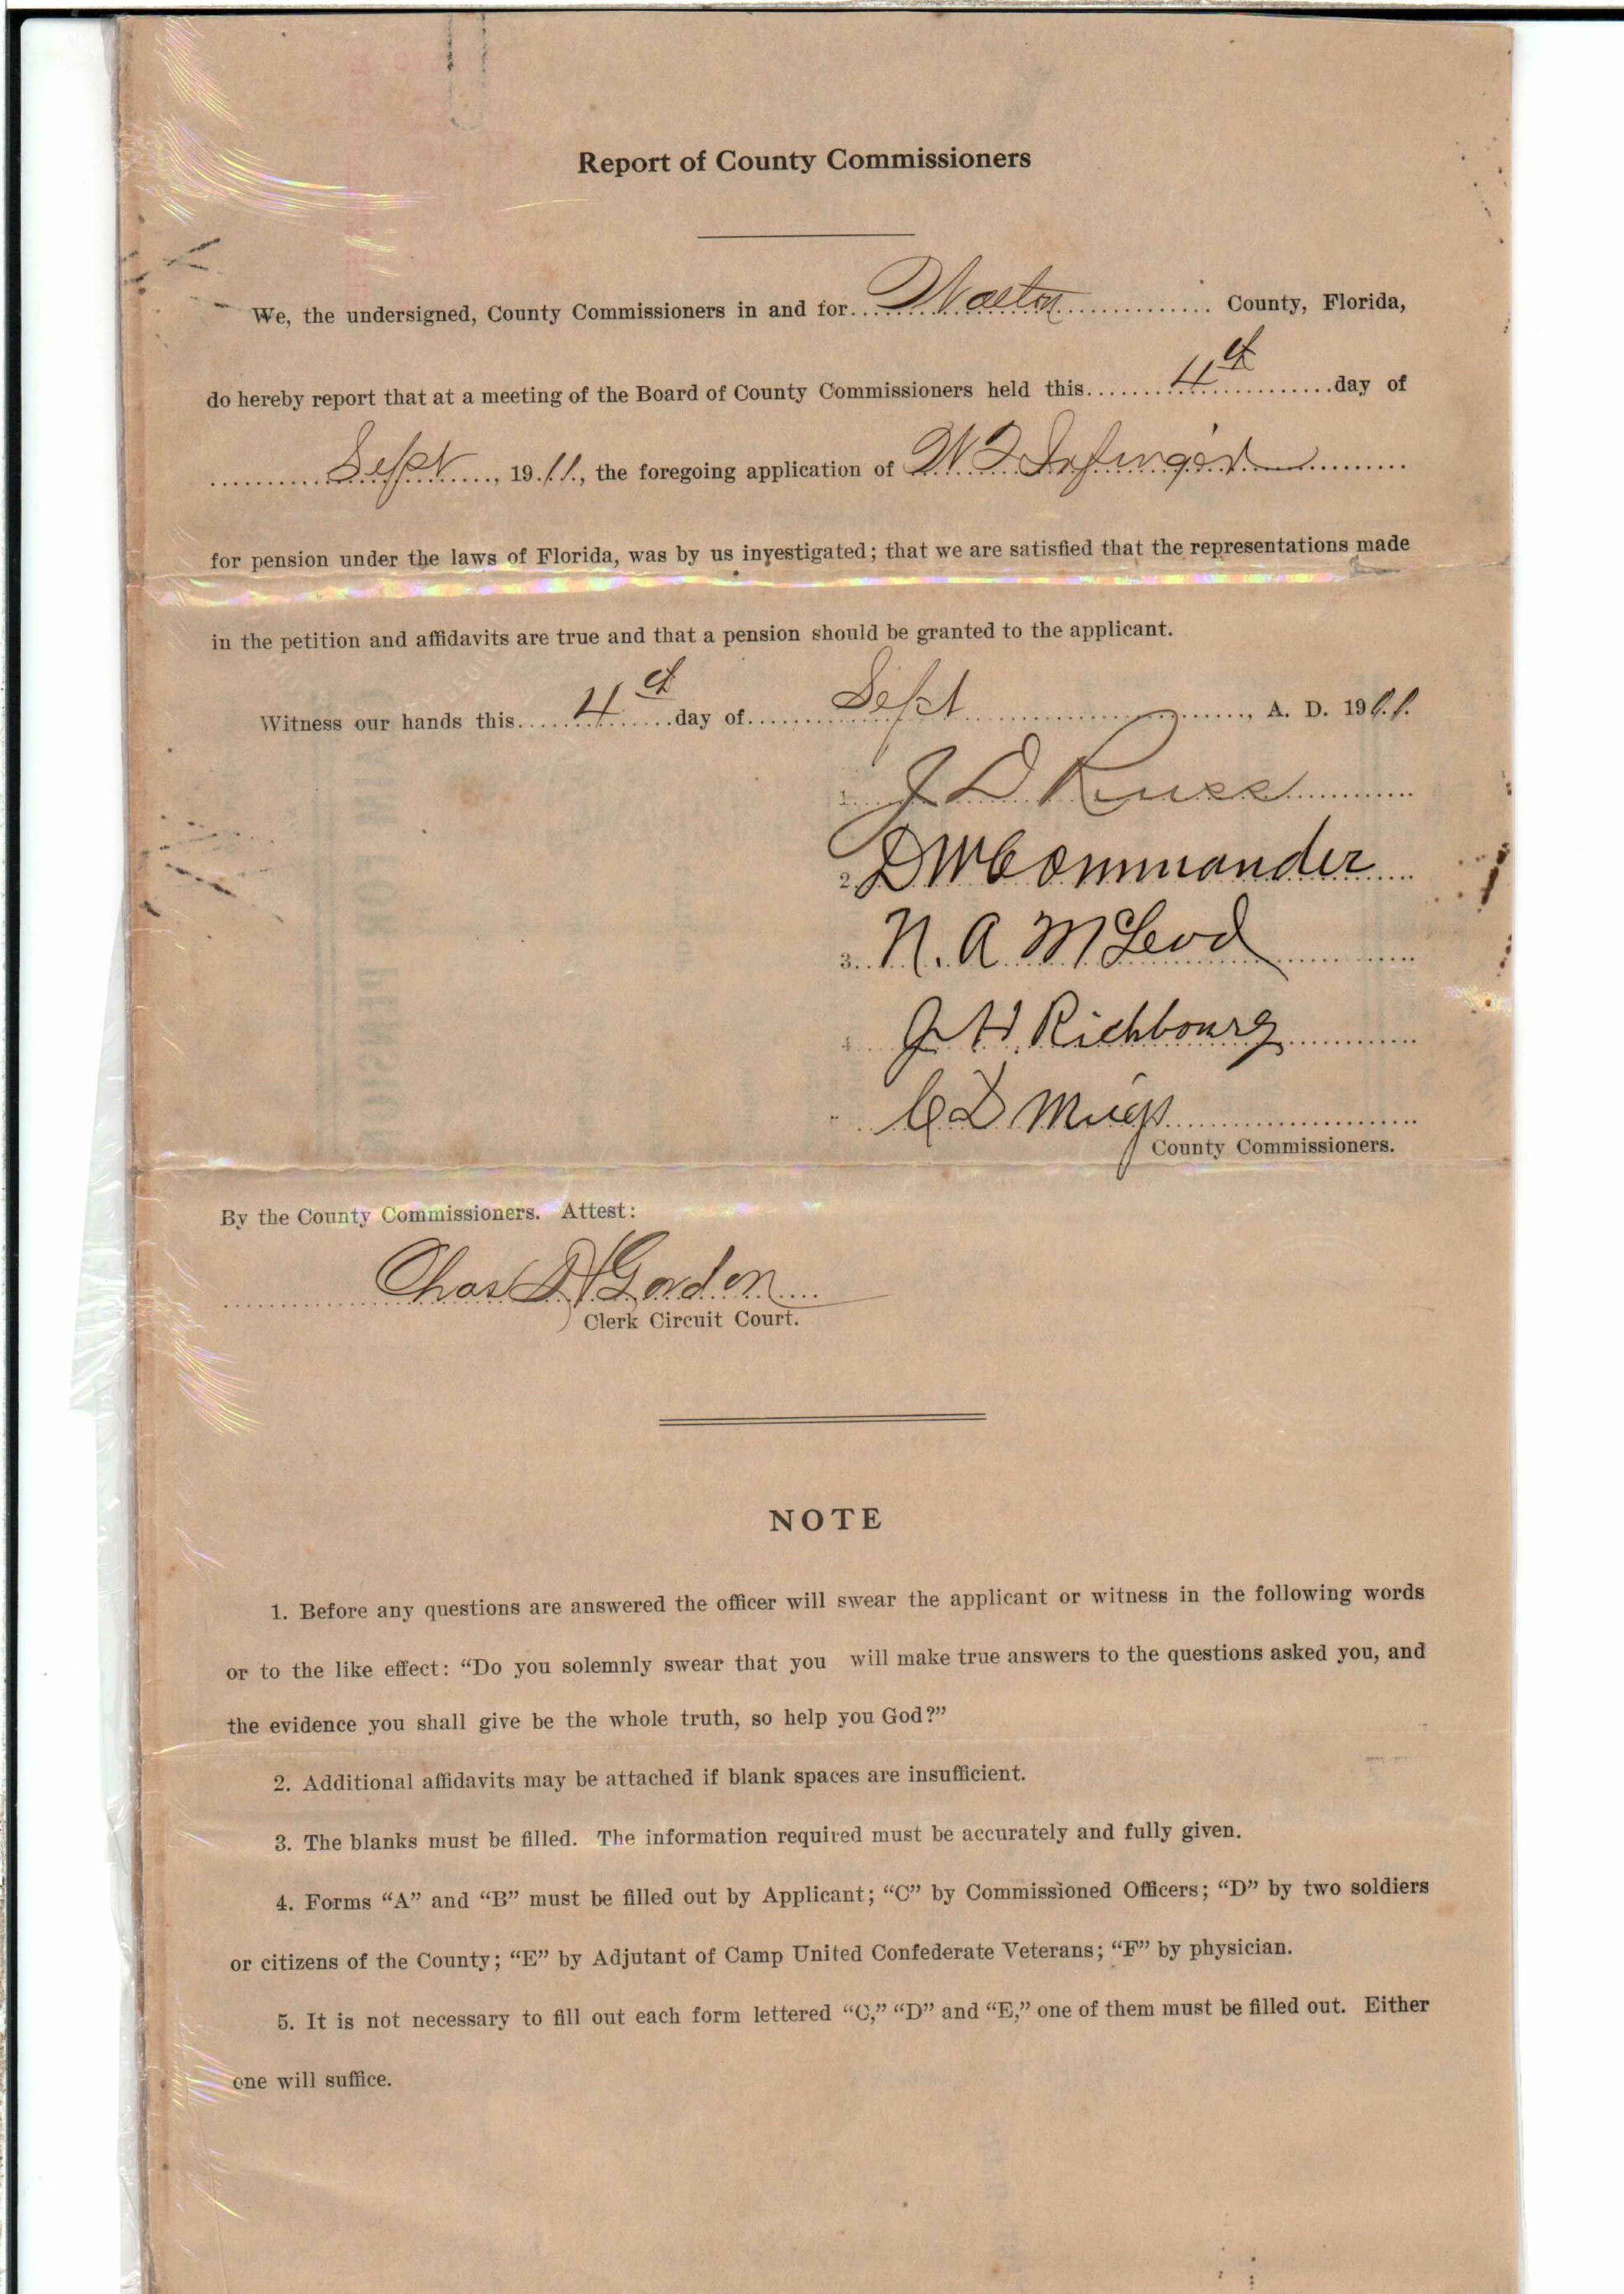 Report of County Commissioners
We, the undersigned, County Commissioners in and for Walton County, Florida,
do hereby report that at a meeting of the Board of County Commissioners held this 4th day of
Sept, 1911, the foregoing application of W. F. Infinger
for pension under the laws of Florida, was by us investigated; that we are satisfied that the representations made
in the petition and affidavits are true and that a pension should be granted to the applicant.
Witness our hands this 4th day of Sept, A. D. 1911.
1. J D Russ
2. D W Commander
3. N. A. McLeod
J H Richbourg
C D Meigs
County Commissioners.
By the County Commissioners. Attest:
Chas Gordon
Clerk Circuit Court.
NOTE
1. Before any questions are answered the officer will swear the applicant or witness in the following words
or to the like effect: “Do you solemnly swear that you will make true answers to the questions asked you, and
the evidence you shall give be the whole truth, so help you God?”
2. Additional affidavits may be attached if blank spaces are insufficient.
3. The blanks must be filled. The information required must be accurately and fully given.
4. Forms “A” and “B” must be filled out by Applicant; “C” by Commissioned Officers; “D” by two soldiers
or citizens of the County; “E” by Adjutant of Camp United Confederate Veterans; “F” by physician.
5. It is not necessary to fill out each form lettered “C,” “D” and “E,” one of them must be filled out. Either
one will suffice.